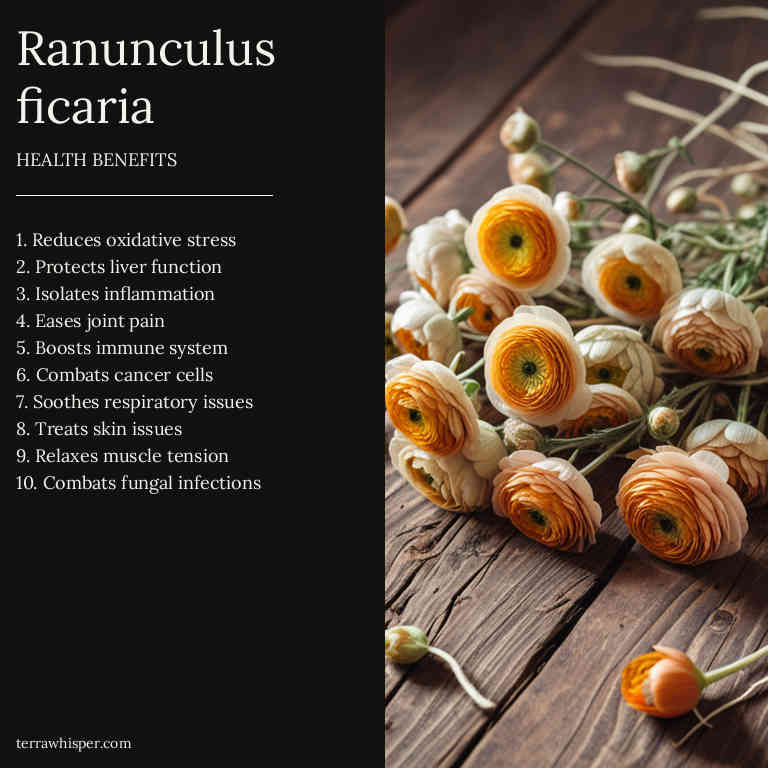 Ranunculus
ficaria
HEALTH BENEFITS
1. Reduces oxidative stress
2. Protects liver function
3. Isolates inflammation
4. Eases joint pain
5. Boosts immune system
6. Combats cancer cells
7. Soothes respiratory issues
8. Treats skin issues
9. Relaxes muscle tension
10. Combats fungal infections
terrawhisper.com